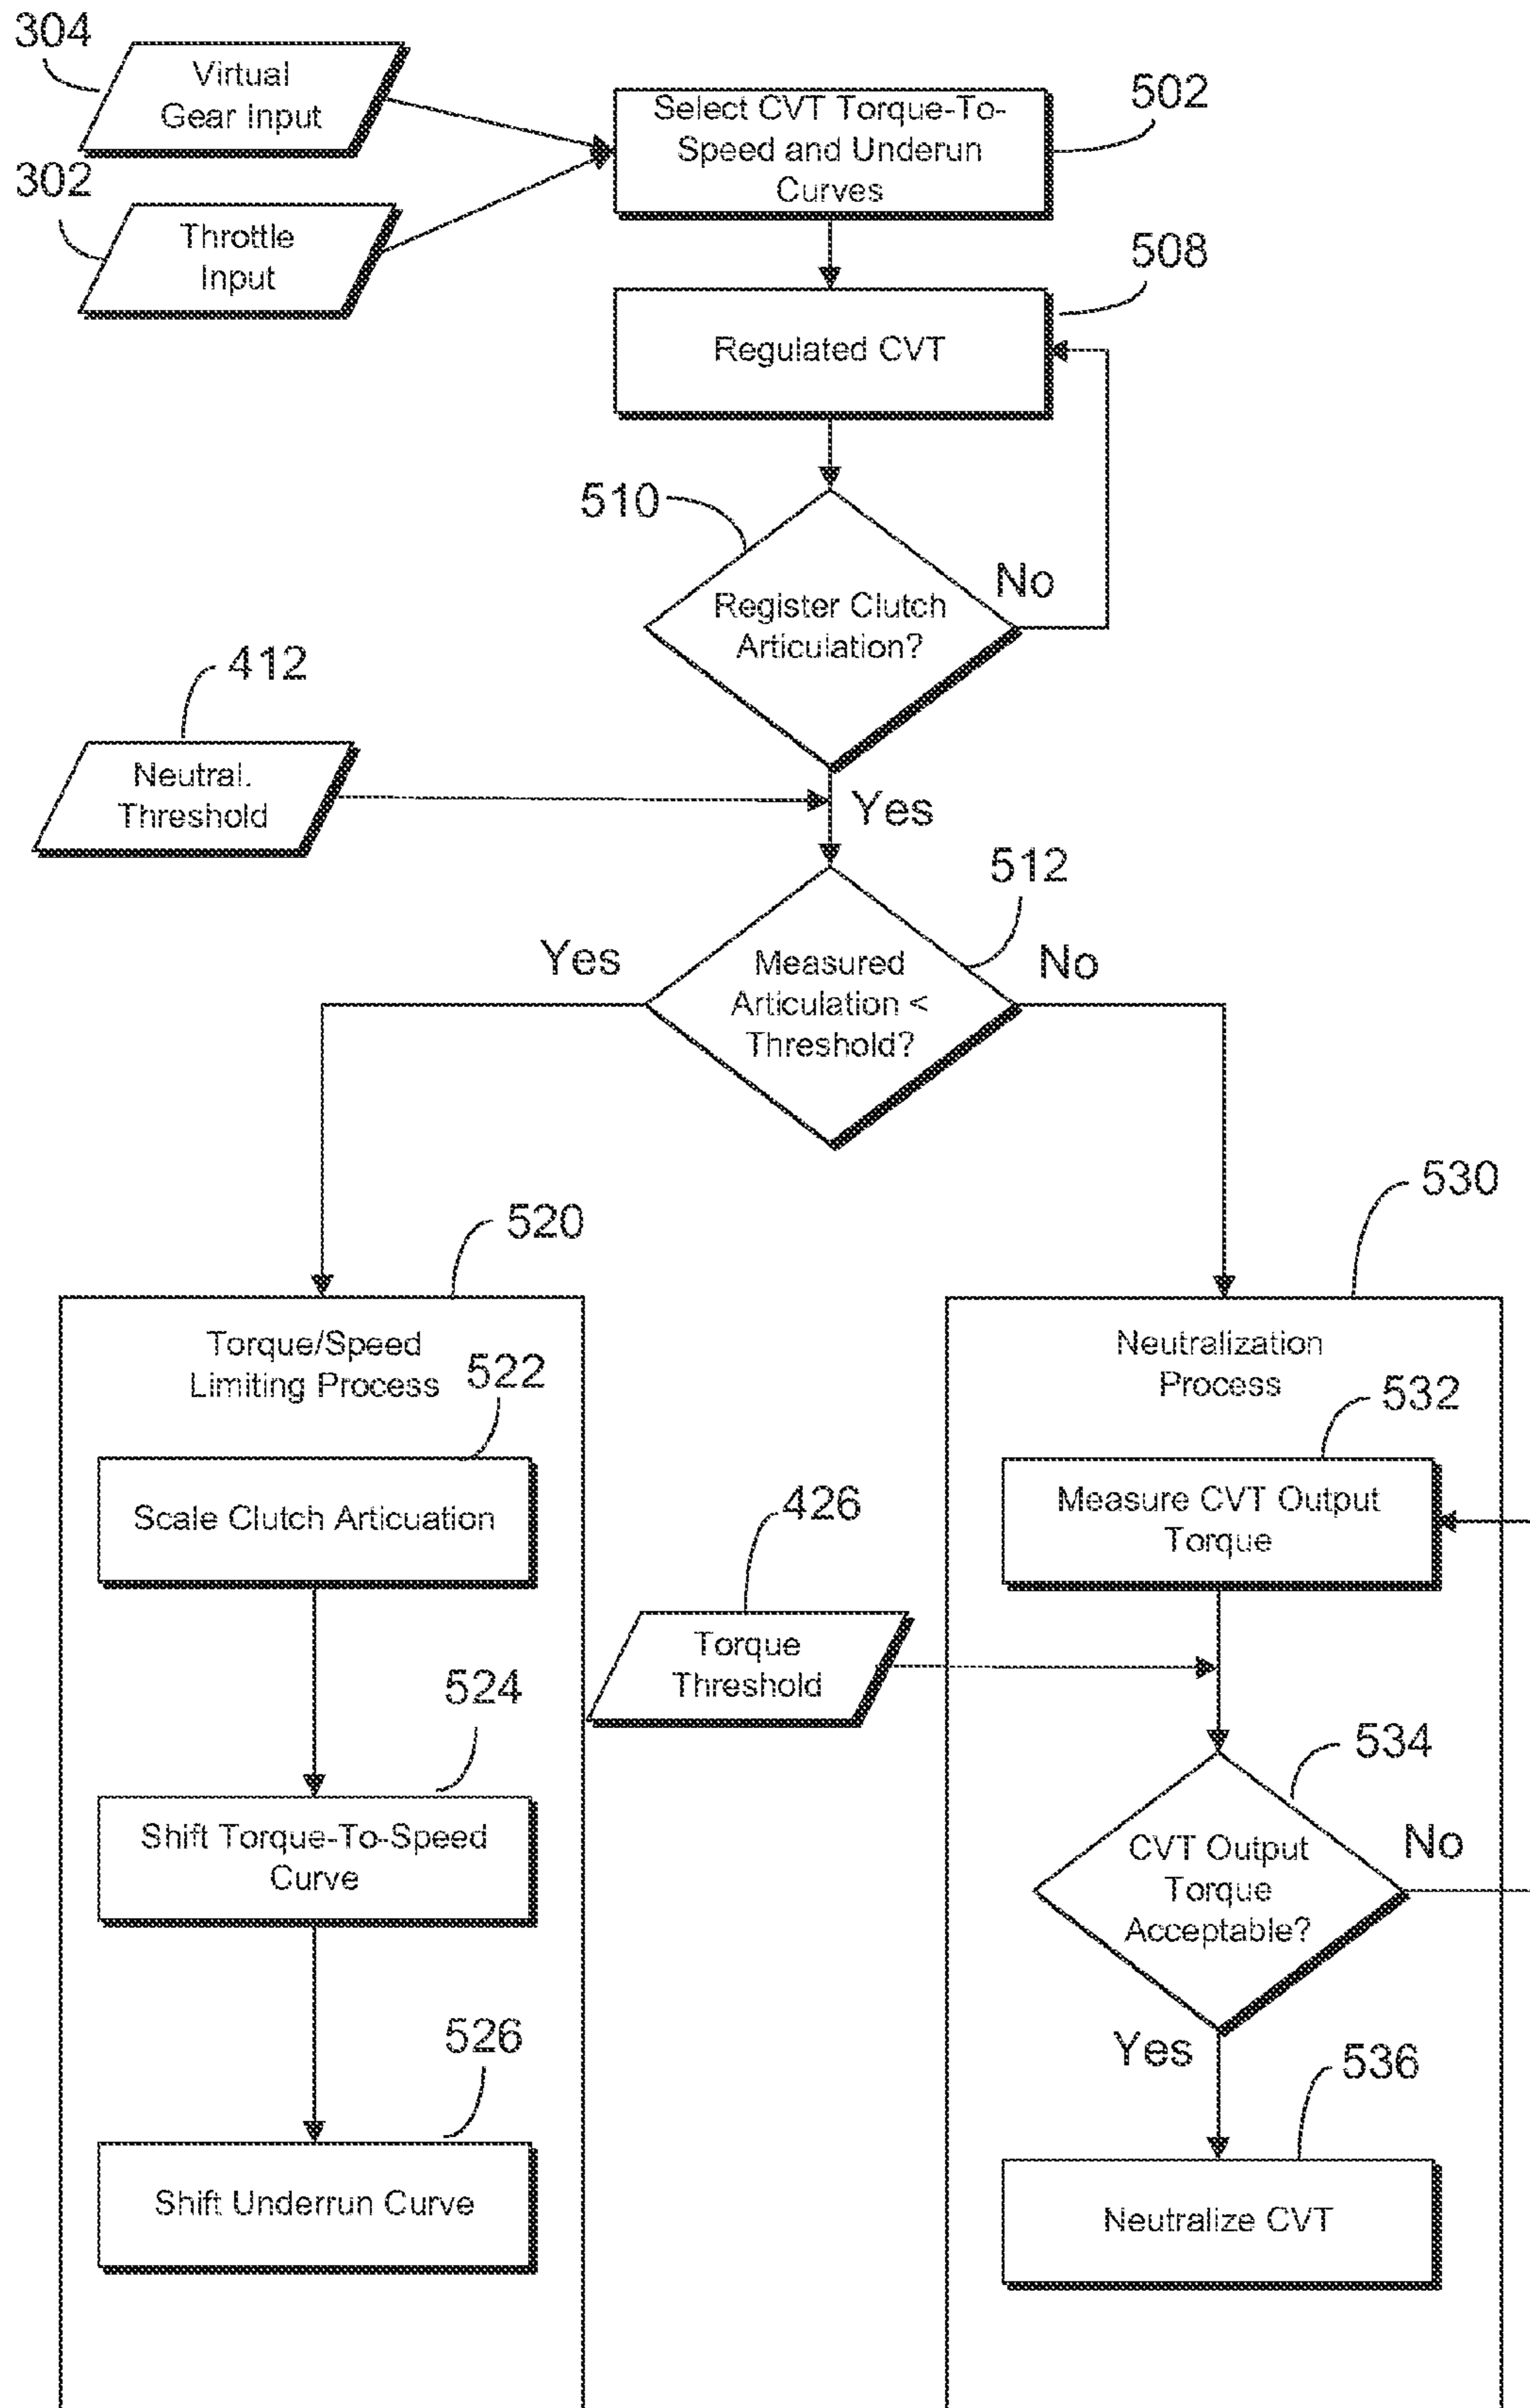 304
Virtual
Gear Input
302
Throttle
Input
Select CVT Torque-To-
Speed and Underun
Curves
502
508
Regulated CVT
510
Register Clutch
Articulation?
No
412
Neutral.
Threshold
Yes
512
Measured
Articulation <
Threshold?
Yes
No
520
Torque/Speed
Limiting Process
522
Scale Clutch Articuation
524
Shift Torque-To-Speed
Curve
526
Shift Underrun Curve
530
Neutralization
Process
532
Measure CVT Output
Torque
426
Torque
Threshold
534
CVT Output
Torque
Acceptable?
No
Yes
536
Neutralize CVT